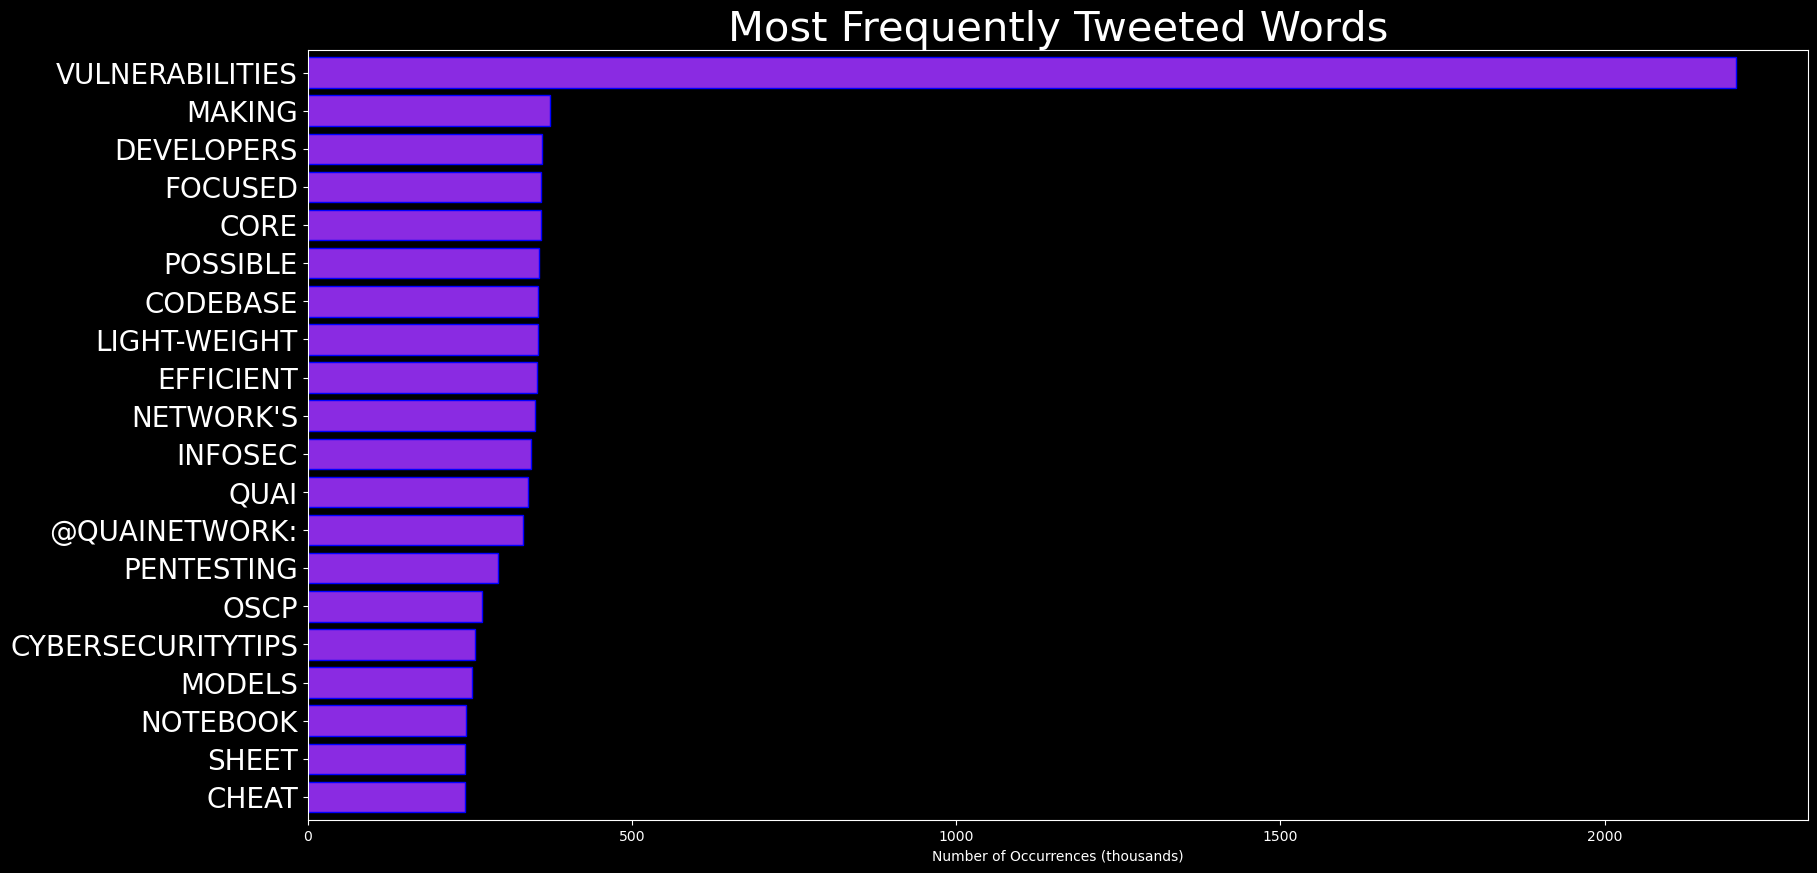 Most Frequently Tweeted Words
VULNERABILITIES
MAKING
DEVELOPERS
FOCUSED
CORE
POSSIBLE
CODEBASE
LIGHT-WEIGHT
EFFICIENT
NETWORK'S
INFOSEC
QUAI
@QUAINETWORK:
PENTESTING
OSCP
CYBERSECURITYTIPS
MODELS
NOTEBOOK
SHEET
CHEAT
0 500 1000 1500 2000
Number of Occurrences (thousands)